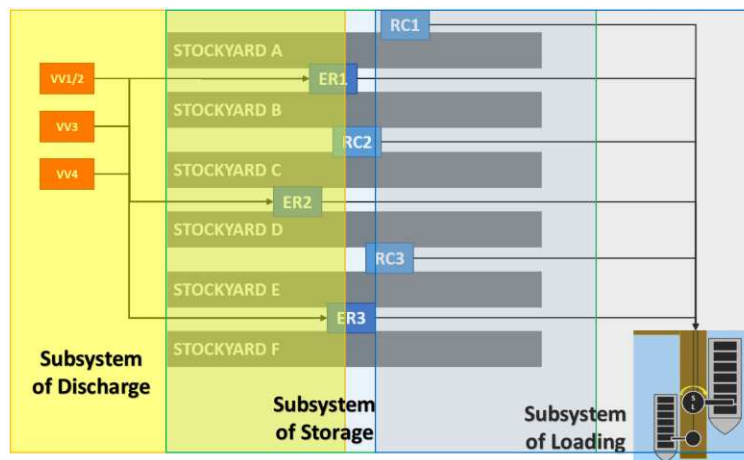 RC1
STOCKYARD A
VV1/2
ER1
STOCKYARD B
VV3
RC2
STOCKYARD C
VV4
ER2
STOCKYARD D
RC3
STOCKYARD E
ER3
STOCKYARD F
Subsystem
of Discharge
Subsystem
of Storage
Subsystem
of Loading
S
L